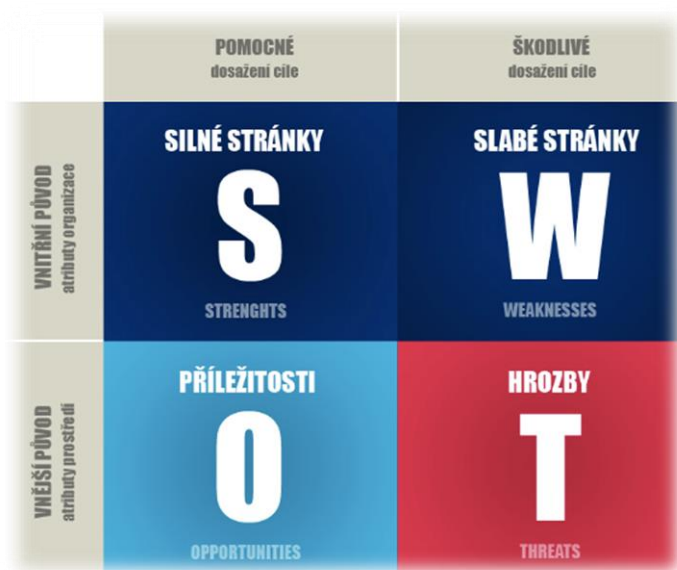 POMOCNÉ
dosažení cíle
ŠKODLIVÉ
dosažení cíle
VNITŘNÍ PŮVOD
atributy organizace
SILNÉ STRÁNKY
S
STRENGHTS
SLABÉ STRÁNKY
W
WEAKNESSES
VNĚJŠÍ PŮVOD
atributy prostředí
PŘÍLEŽITOSTI
O
OPPORTUNITIES
HROZBY
T
THREATS